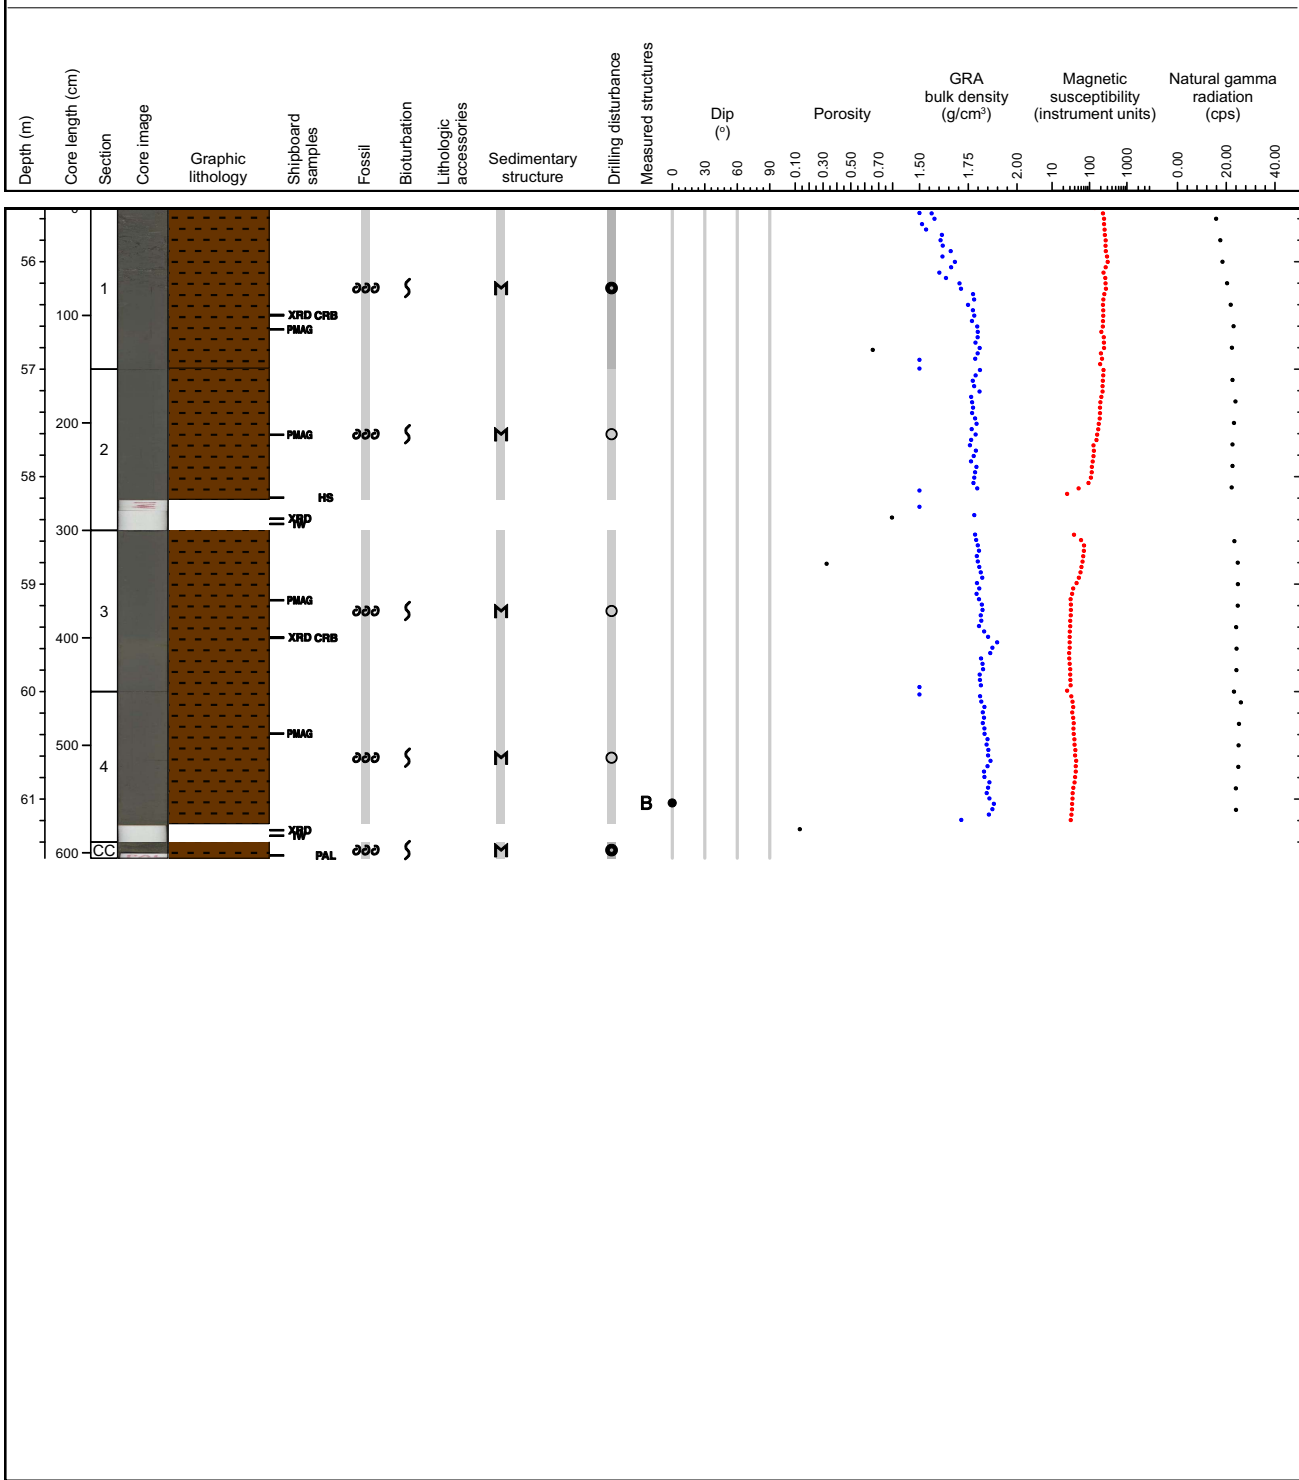 Depth (m)
Core length (cm)
Section
Core image
Graphic
lithology
Shipboard
samples
Fossil
Bioturbation
Lithologic
accessories
Sedimentary
structure
Drilling disturbance
Measured structures
Dip
(°)
0 30 60 90
Porosity
0.10 0.30 0.50 0.70
GRA
bulk density
(g/cm³)
1.50 1.75 2.00
Magnetic
susceptibility
(instrument units)
10 100 1000
Natural gamma
radiation
(cps)
0.00 20.00 40.00
0
56
1
M
100
XRD CRB
PMAG
57
200
PMAG
M
2
58
HS
XRD
IW
300
59
PMAG
3
M
400
XRD CRB
60
PMAG
500
M
4
61
B
XRD
IW
600
CC
M
PAL